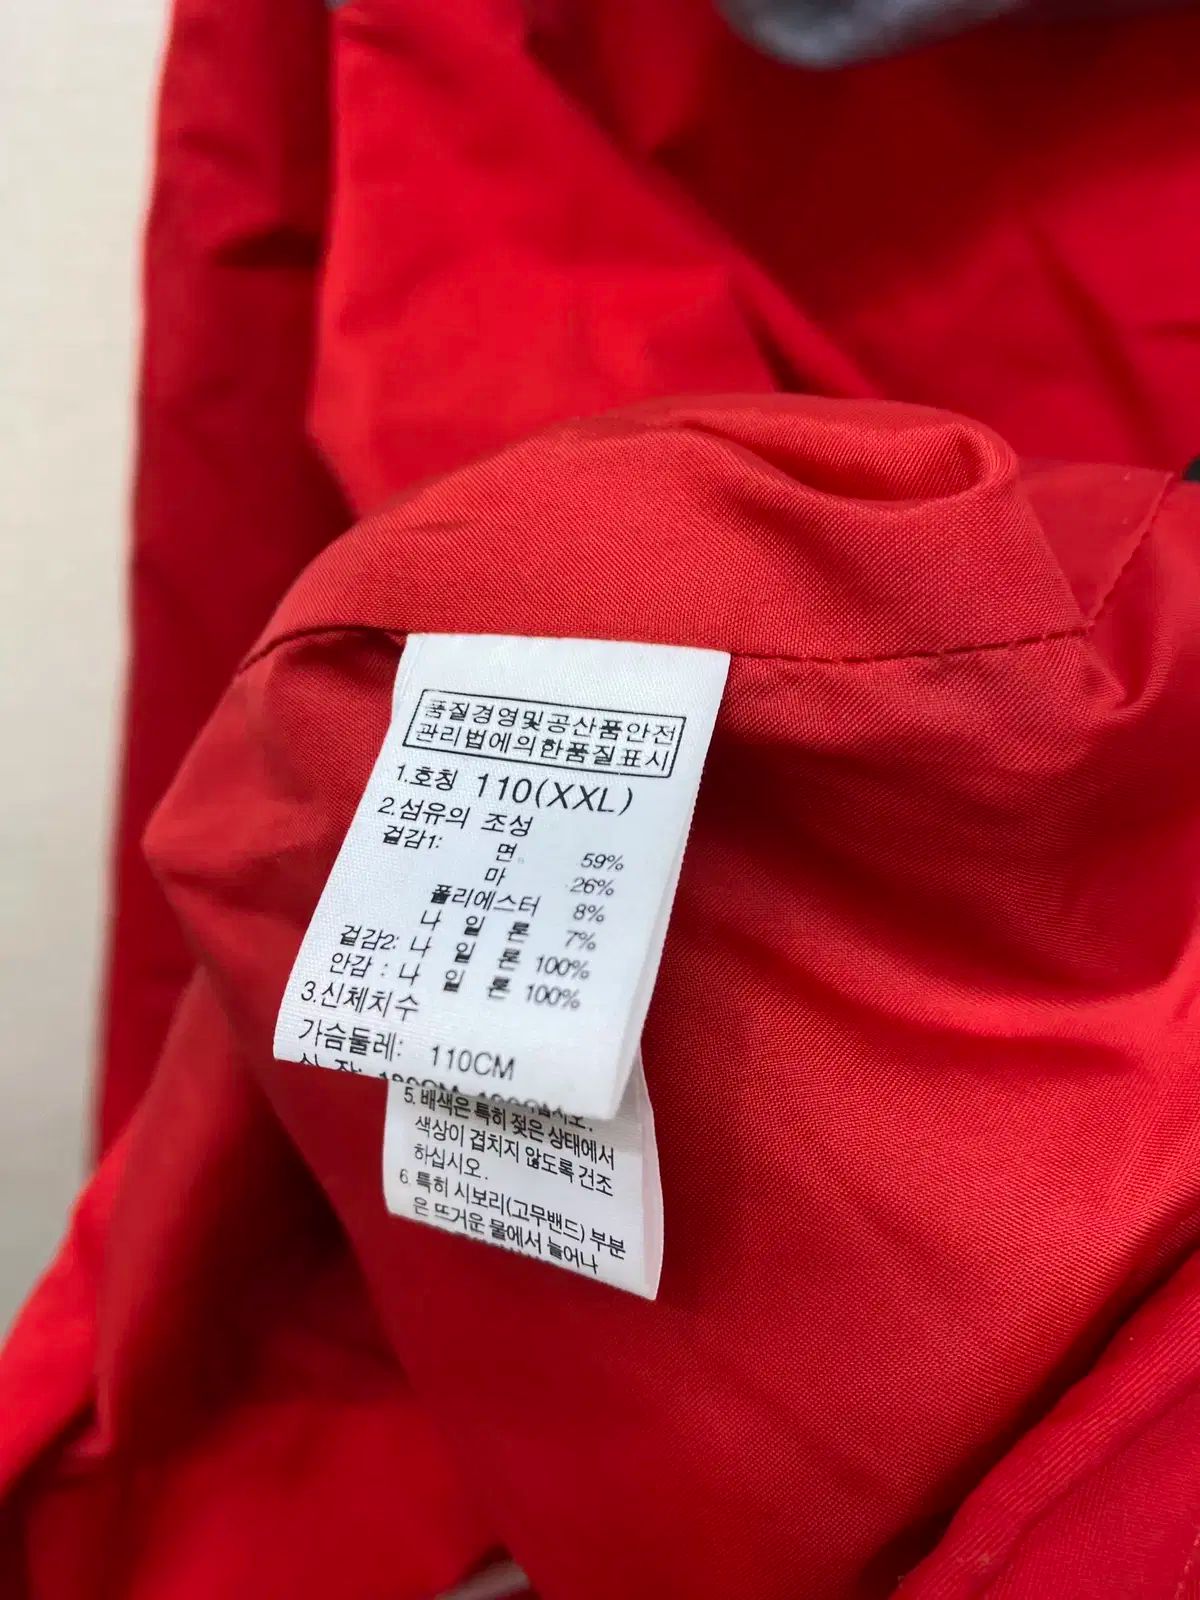 품질경영및공산품안전
관리법에의한품질표시
1.호칭 110(XXL)
2.섬유의 조성
겉감1: 면 59%
마 26%
폴리에스터 8%
나 일 론 7%
겉감2: 나 일 론 100%
안감 : 나 일 론 100%
3.신체치수
가슴둘레: 110CM
5. 배색은 특히 젖은 상태에서
색상이 겹치지 않도록 건조
하십시오.
6. 특히 시보리(고무밴드) 부분
은 뜨거운 물에서 늘어나